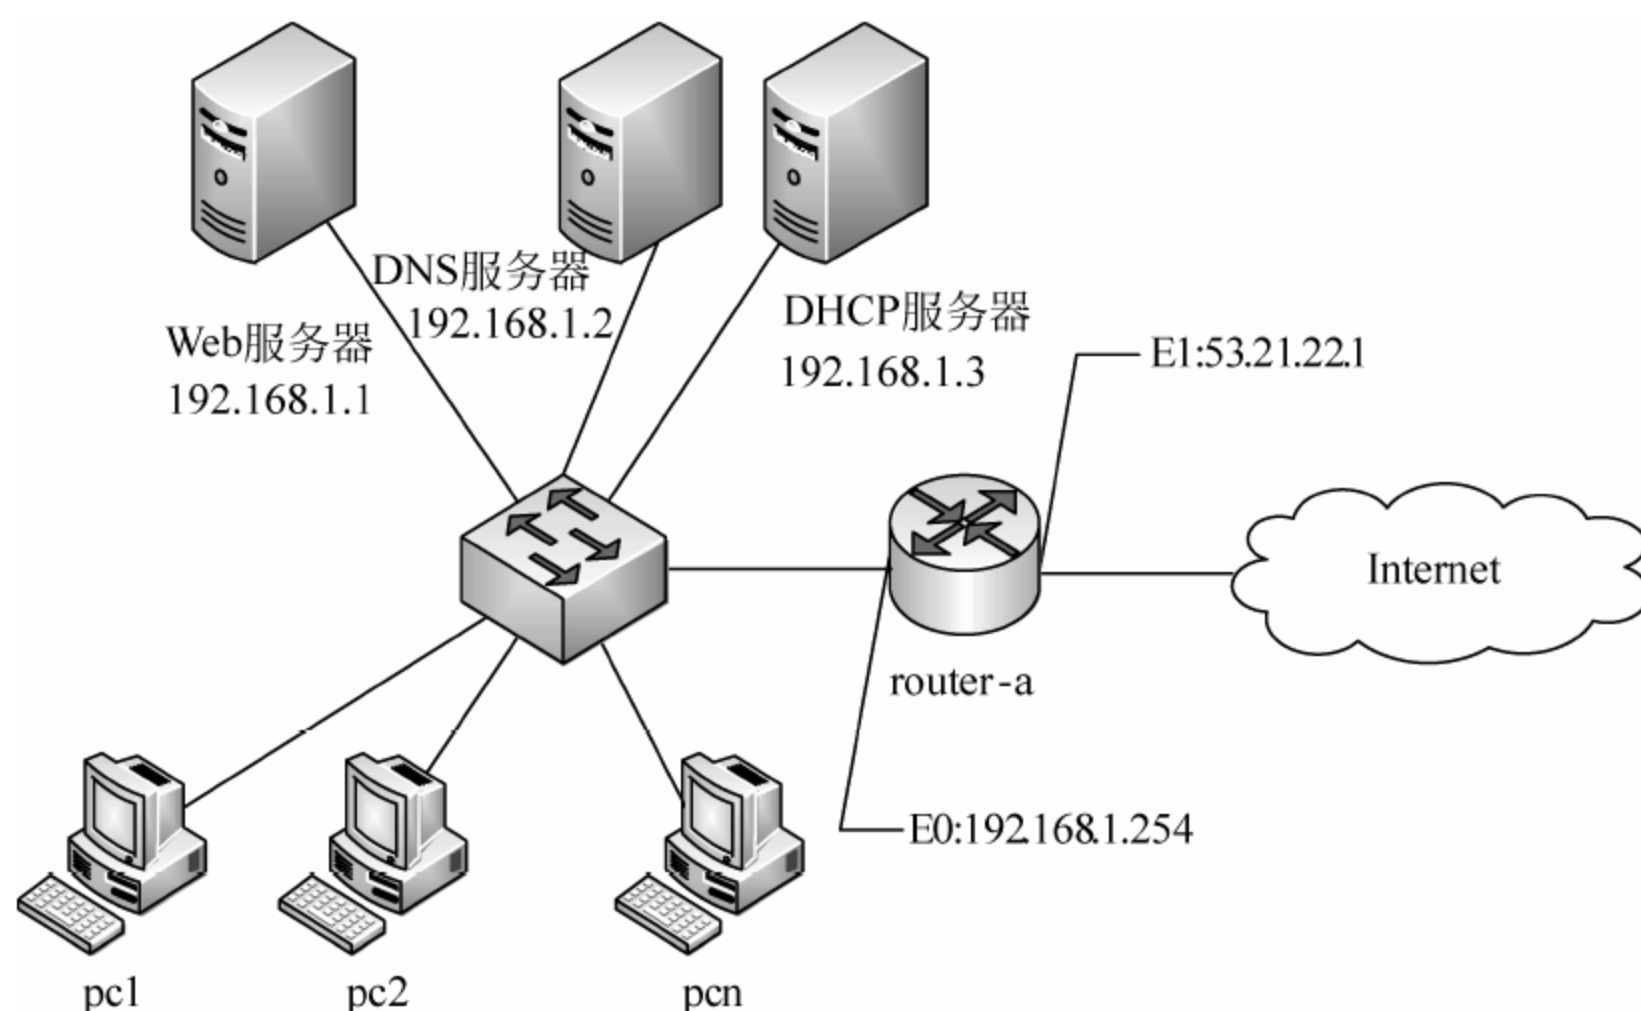 DNS服务器
192.168.1.2
Web服务器
192.168.1.1
DHCP服务器
192.168.1.3
E1:53.21.22.1
Internet
router-a
E0:192.168.1.254
pc1
pc2
pcn